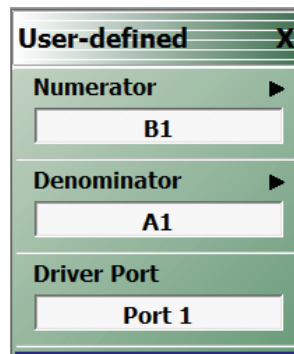 User-defined X
Numerator
B1
Denominator
A1
Driver Port
Port 1